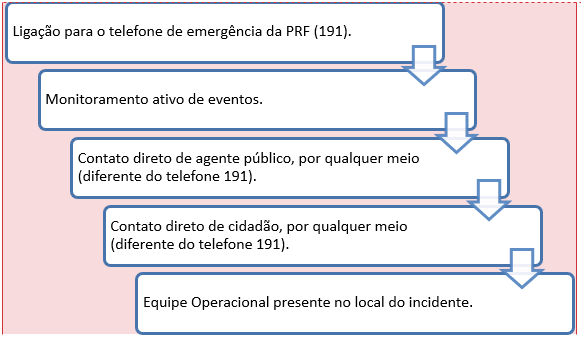 Ligação para o telefone de emergência da PRF (191).
Monitoramento ativo de eventos.
Contato direto de agente público, por qualquer meio
(diferente do telefone 191).
Contato direto de cidadão, por qualquer meio
(diferente do telefone 191).
Equipe Operacional presente no local do incidente.